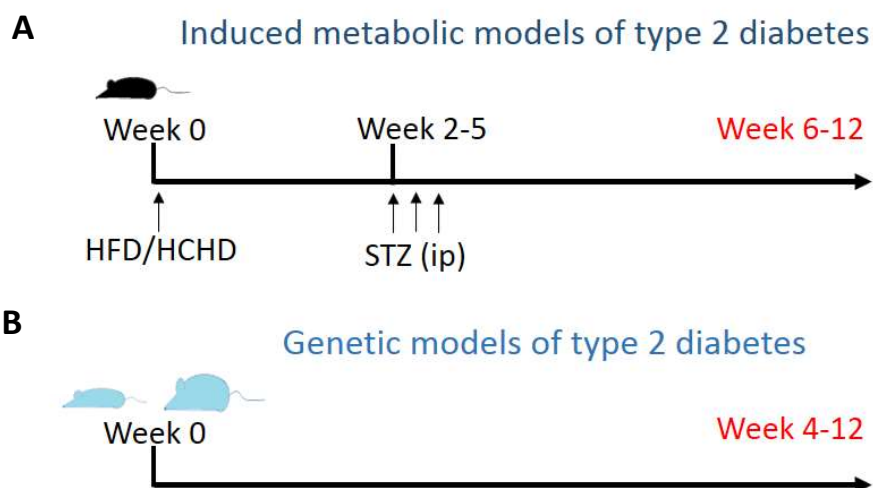 A
Induced metabolic models of type 2 diabetes
Week 0
Week 2-5
Week 6-12
HFD/HCHD
STZ (ip)
B
Genetic models of type 2 diabetes
Week 0
Week 4-12